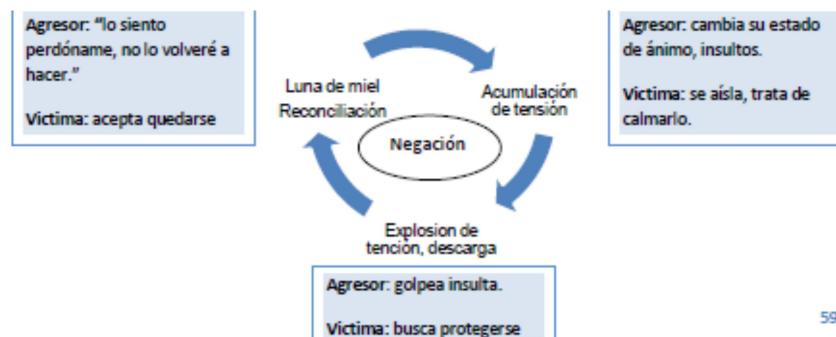 Agresor: "lo siento
perdóname, no lo volveré a
hacer."
Victima: acepta quedarse
Luna de miel
Reconciliación
Acumulación
de tensión
Agresor: cambia su estado
de ánimo, insultos.
Victima: se aísla, trata de
calmarlo.
Negación
Explosion de
tención, descarga
Agresor: golpea insulta.
Victima: busca protegerse
59